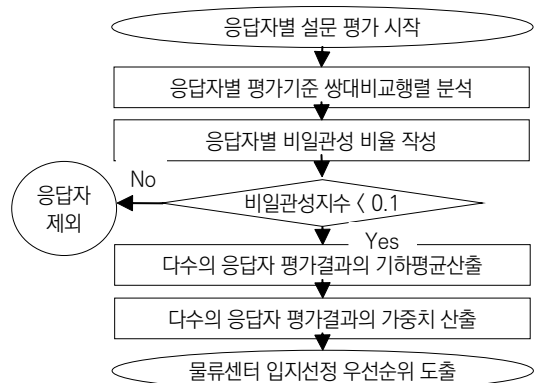 응답자별 설문 평가 시작
응답자별 평가기준 쌍대비교행렬 분석
응답자별 비일관성 비율 작성
응답자
제외
No
비일관성지수 < 0.1
Yes
다수의 응답자 평가결과의 기하평균산출
다수의 응답자 평가결과의 가중치 산출
물류센터 입지선정 우선순위 도출